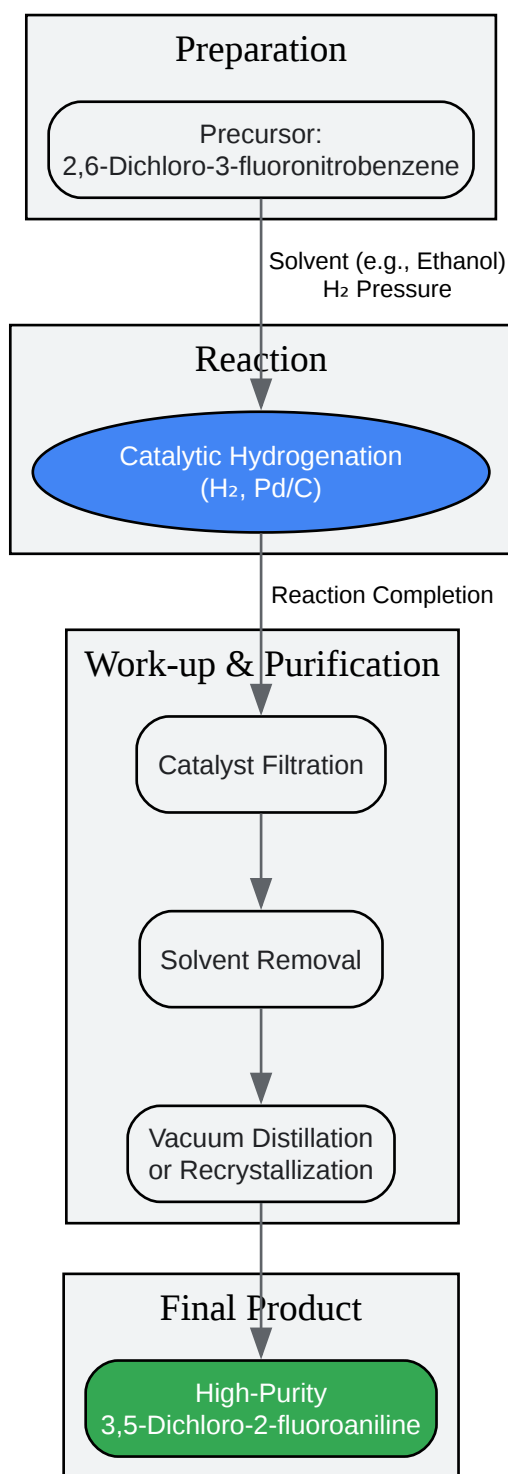 Preparation
Precursor:
2,6-Dichloro-3-fluoronitrobenzene
Solvent (e.g., Ethanol)
H₂ Pressure
Reaction
Catalytic Hydrogenation
(H₂, Pd/C)
Reaction Completion
Work-up & Purification
Catalyst Filtration
Solvent Removal
Vacuum Distillation
or Recrystallization
Final Product
High-Purity
3,5-Dichloro-2-fluoroaniline